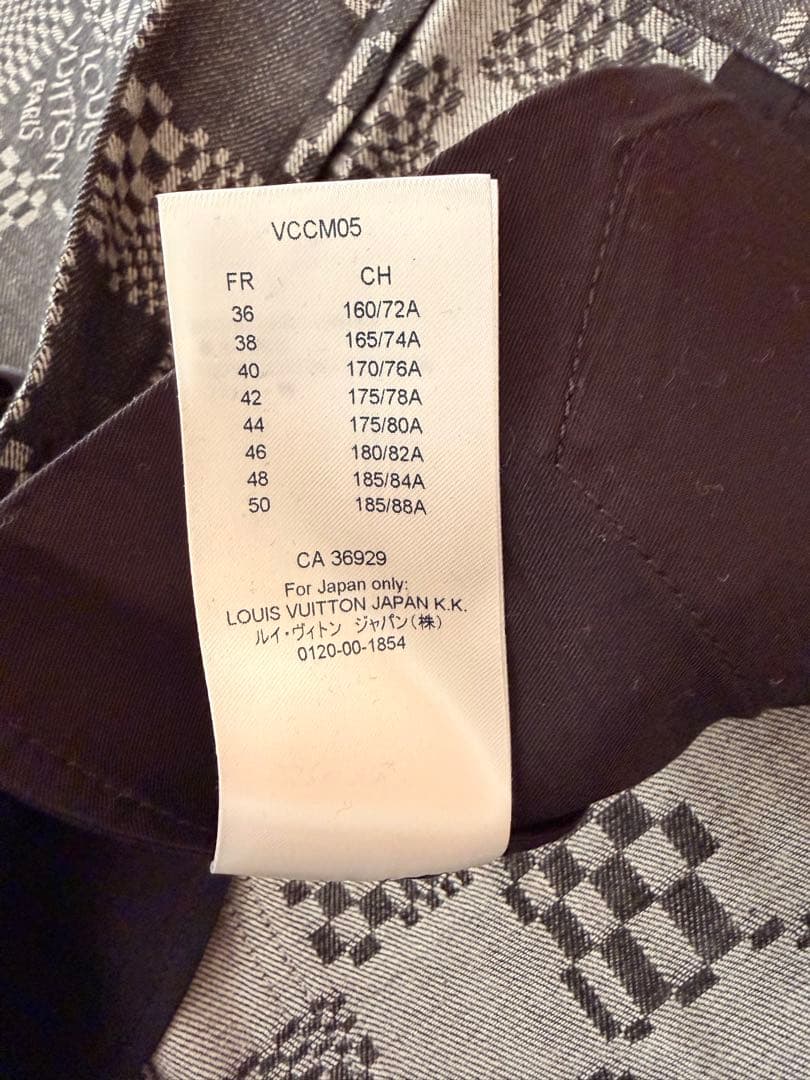 LOUIS
VUITTON
PARIS
VCCM05
FR CH
36 160/72A
38 165/74A
40 170/76A
42 175/78A
44 175/80A
46 180/82A
48 185/84A
50 185/88A
CA 36929
For Japan only:
LOUIS VUITTON JAPAN K.K.
ルイ・ヴィトン ジャパン(株)
0120-00-1854